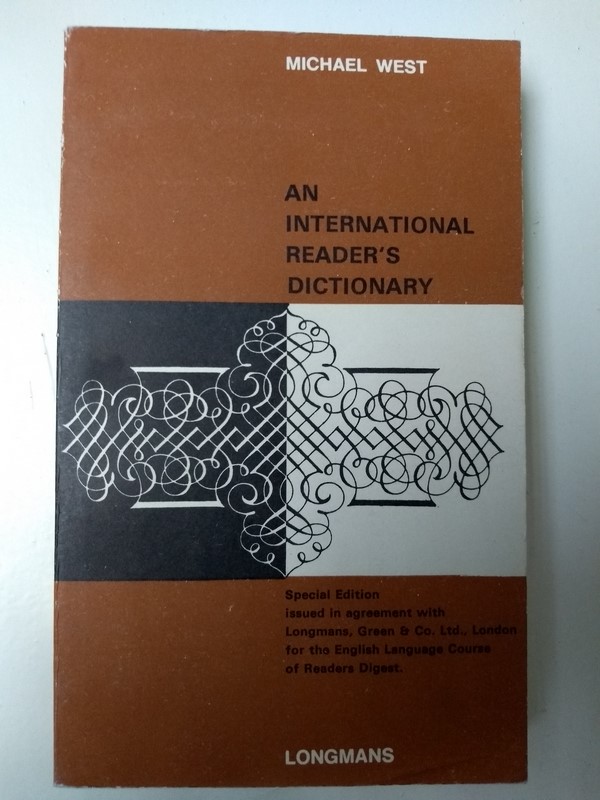 MICHAEL WEST
AN
INTERNATIONAL
READER'S
DICTIONARY
Special Edition
issued in agreement with
Longmans, Green & Co. Ltd., London
for the English Language Course
of Readers Digest.
LONGMANS